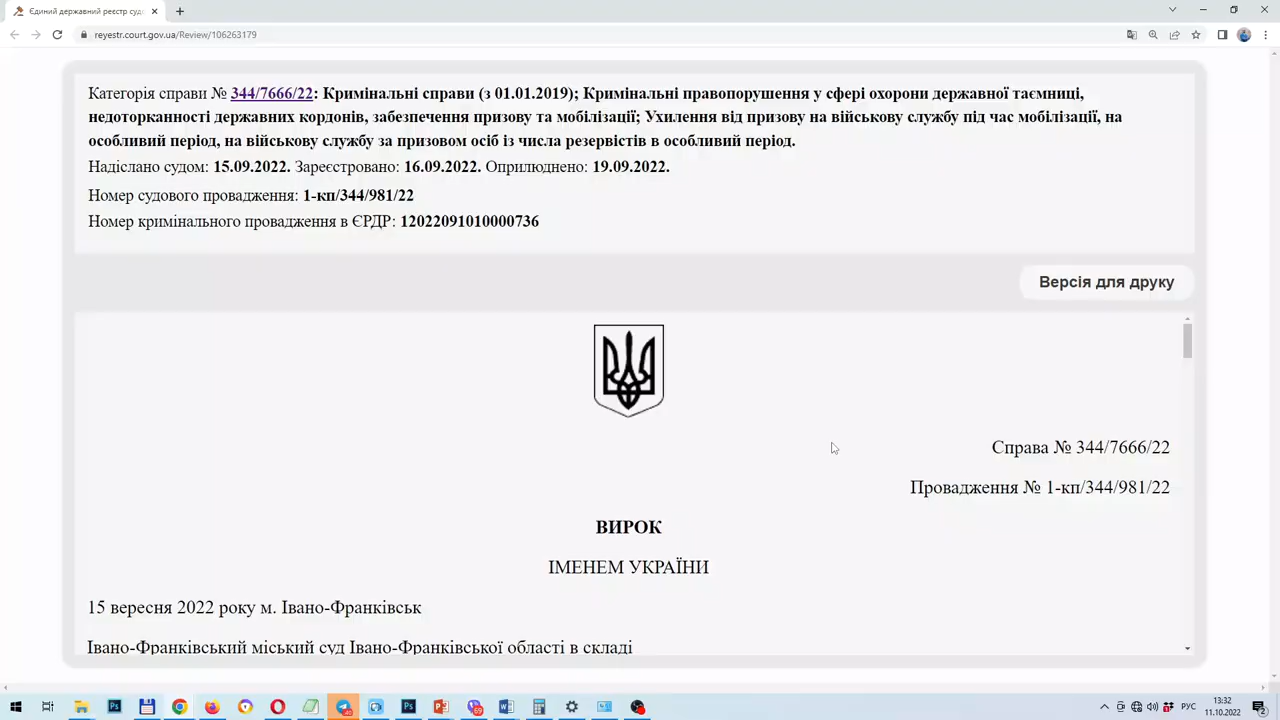 Єдиний державний реєстр суд
reyestr.court.gov.ua/Review/106263179
Категорія справи № 344/7666/22: Кримінальні справи (з 01.01.2019); Кримінальні правопорушення у сфері охорони державної таємниці,
недоторканності державних кордонів, забезпечення призову та мобілізації; Ухилення від призову на військову службу під час мобілізації, на
особливий період, на військову службу за призовом осіб із числа резервістів в особливий період.
Надіслано судом: 15.09.2022. Зареєстровано: 16.09.2022. Оприлюднено: 19.09.2022.
Номер судового провадження: 1-кп/344/981/22
Номер кримінального провадження в ЄРДР: 12022091010000736
Версія для друку
Справа № 344/7666/22
Провадження № 1-кп/344/981/22
ВИРОК
ІМЕНЕМ УКРАЇНИ
15 вересня 2022 року м. Івано-Франківськ
Івано-Франківський міський суд Івано-Франківської області в складі
РУС
13:32
11.10.2022